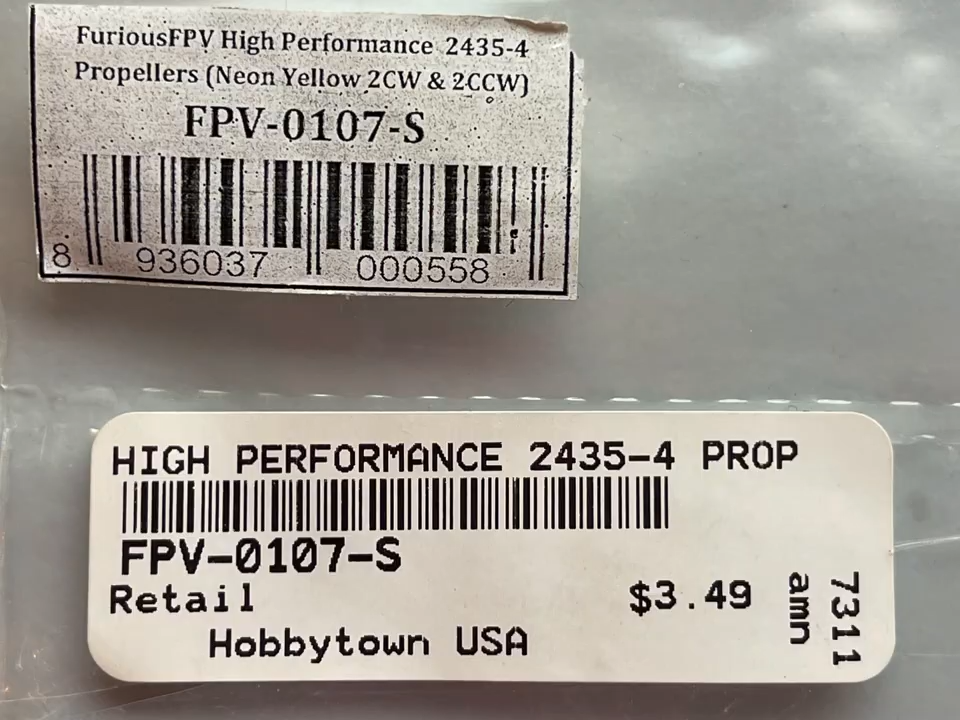 FuriousFPV High Performance 2435-4
Propellers (Neon Yellow 2CW & 2CCW)
FPV-0107-S
8 936037 000558
HIGH PERFORMANCE 2435-4 PROP
FPV-0107-S
Retail $3.49
Hobbytown USA
amn
7311